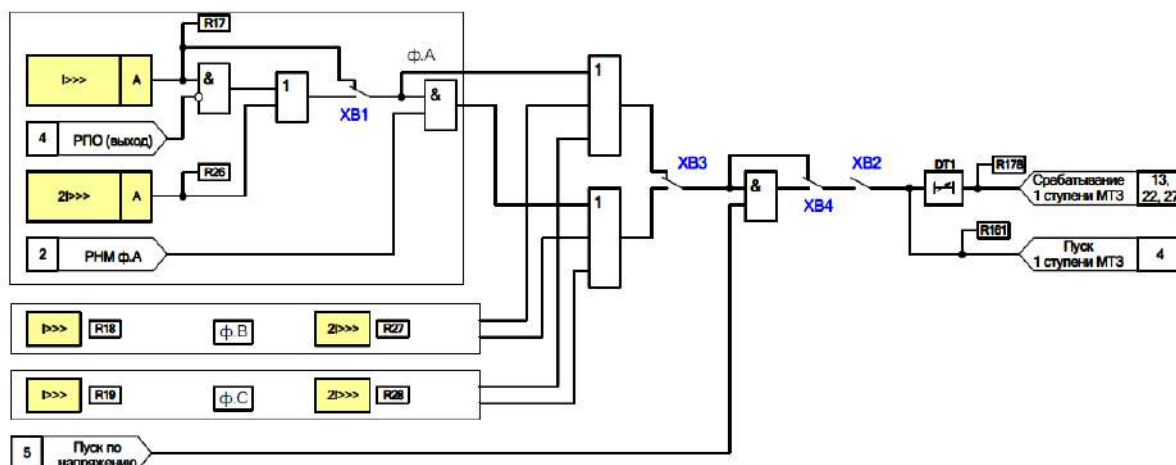 R17
ф.А
I>>> А
&
1
1
&
ХВ1
4 РПО (выход)
R26
ХВ3
ХВ2
DT1
R178
2I>>> А
1
&
ХВ4
Срабатывание
1 ступени МТЗ
13,
22, 27
R161
2 РНМ ф.А
Пуск
1 ступени МТЗ
4
I>>> R18 ф.В 2I>>> R27
I>>> R19 ф.С 2I>>> R28
5 Пуск по
напряжению